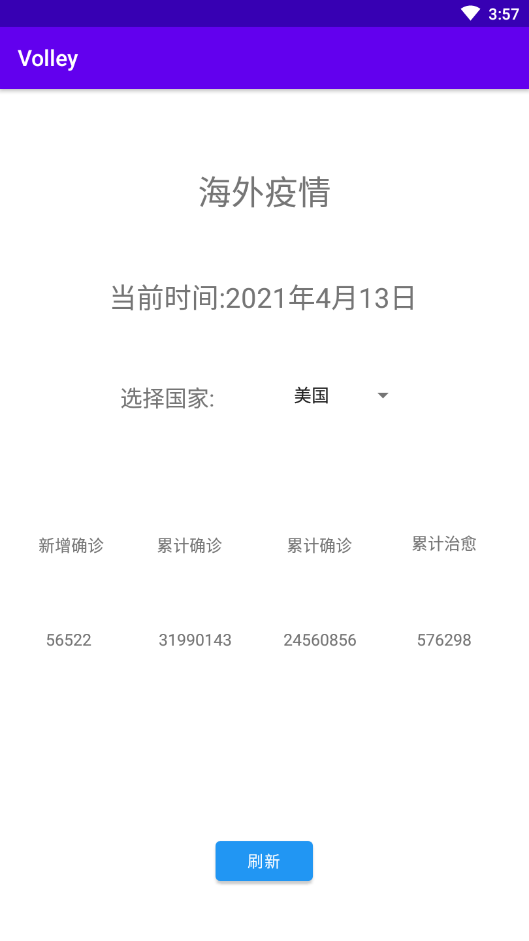 3:57
Volley
海外疫情
当前时间:2021年4月13日
选择国家: 美国
新增确诊 累计确诊 累计确诊 累计治愈
56522 31990143 24560856 576298
刷新